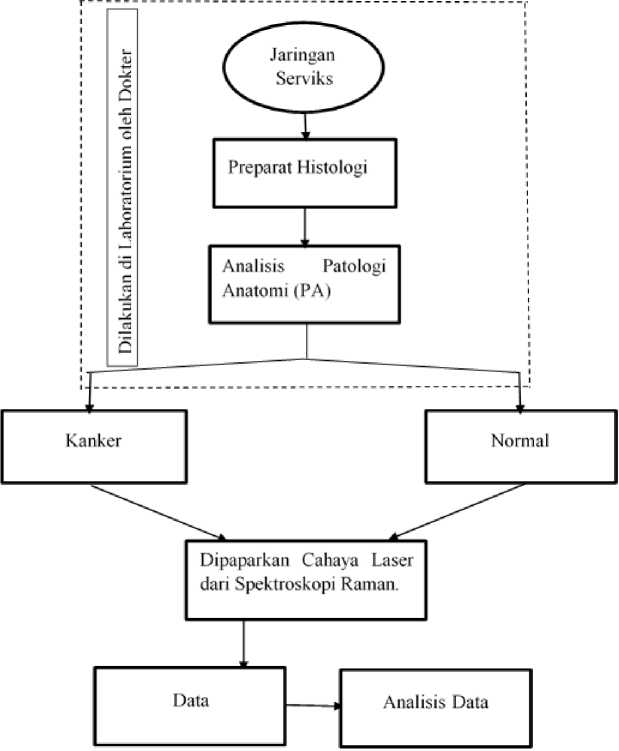 Dilakukan di Laboratorium oleh Dokter
Jaringan
Serviks
Preparat Histologi
Analisis Patologi
Anatomi (PA)
Kanker
Normal
Dipaparkan Cahaya Laser
dari Spektroskopi Raman.
Data
Analisis Data